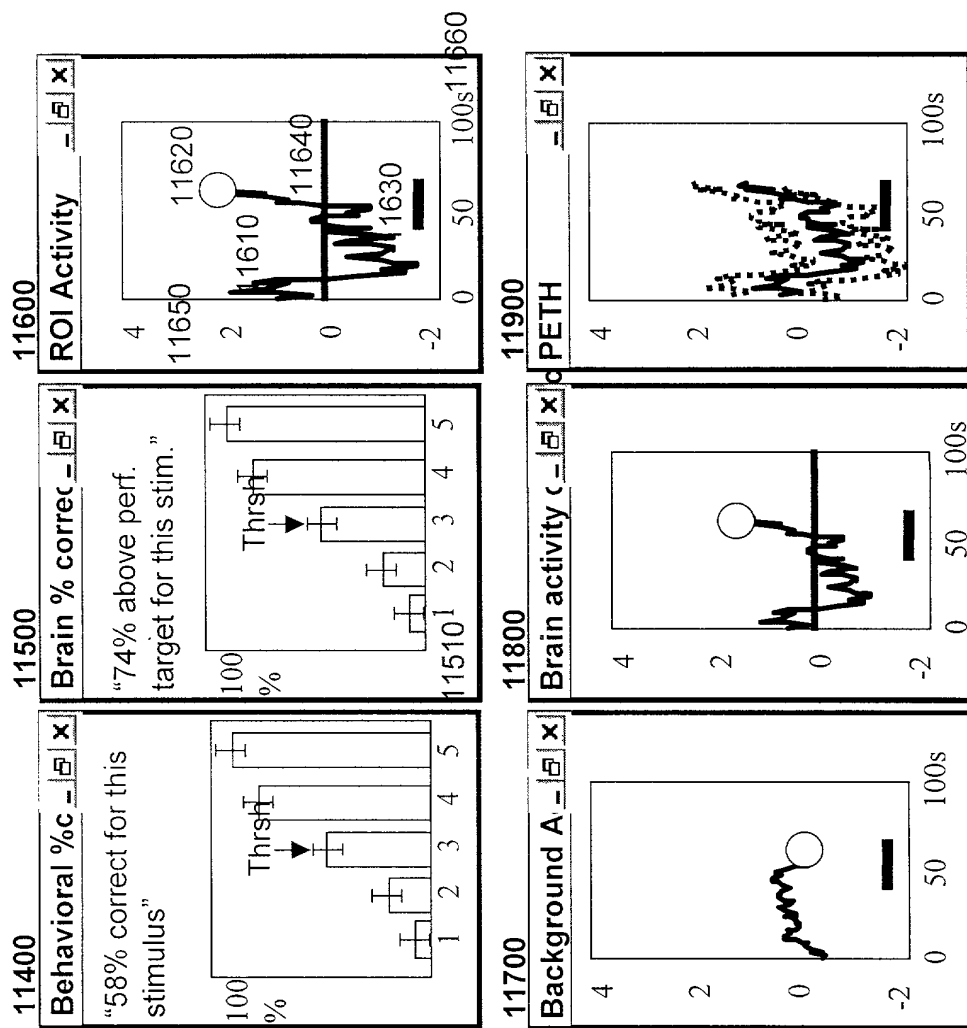 11400
Behavioral %c
"58% correct for this
stimulus"
100
%
Thrsh
1 2 3 4 5
11500
Brain % correc
"74% above perf.
target for this stim."
100
%
Thrsh
11510
1 2 3 4 5
11600
ROI Activity
4
2
0
-2
11650
11610
11620
11640
11630
11660
0 50 100s
11700
Background A
4
2
0
-2
0 50 100s
11800
Brain activity c
4
2
0
-2
0 50 100s
11900
c PETH
4
2
0
-2
0 50 100s